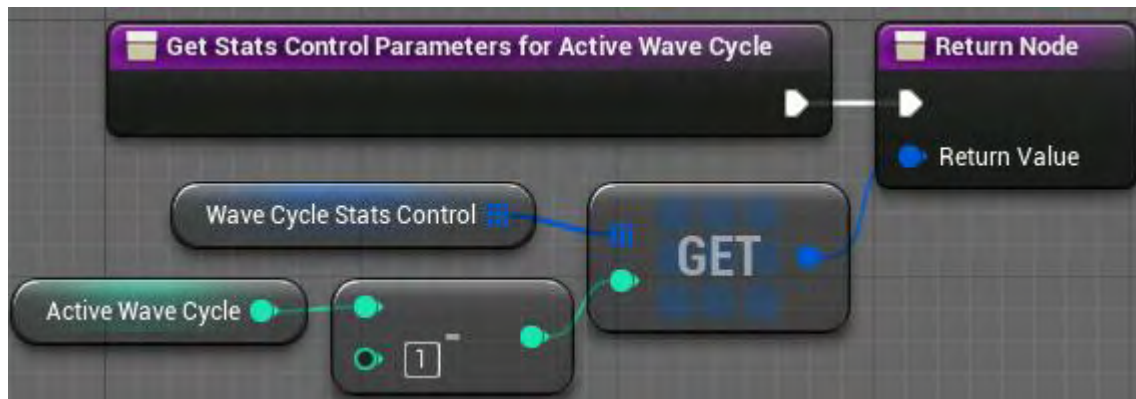 Get Stats Control Parameters for Active Wave Cycle
Return Node
Return Value
Wave Cycle Stats Control
GET
Active Wave Cycle
1
-